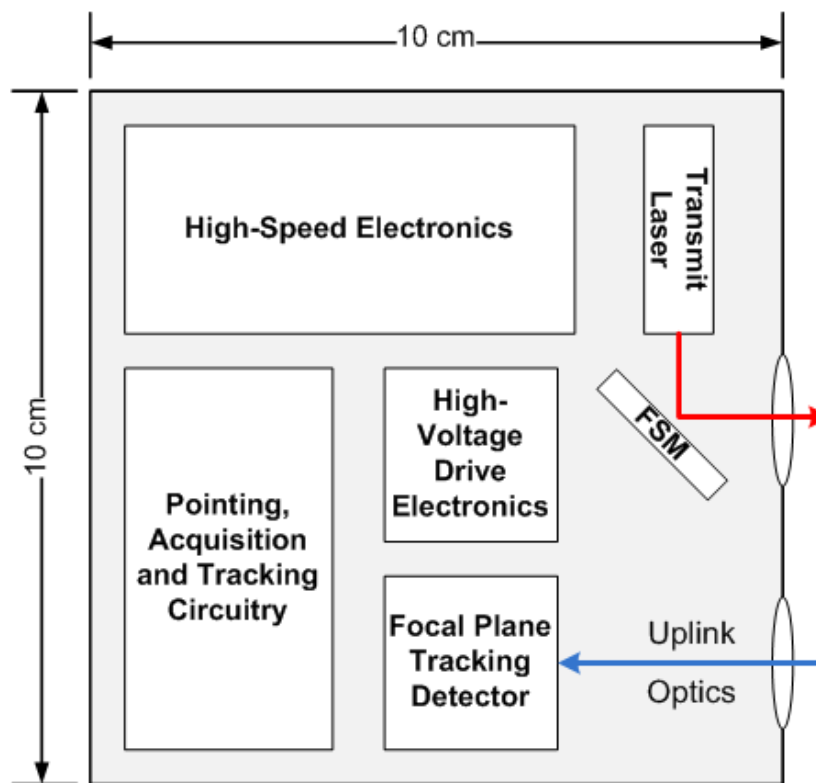 10 cm
10 cm
High-Speed Electronics
Transmit
Laser
High-
Voltage
Drive
Electronics
FSM
Pointing,
Acquisition
and Tracking
Circuitry
Focal Plane
Tracking
Detector
Uplink
Optics